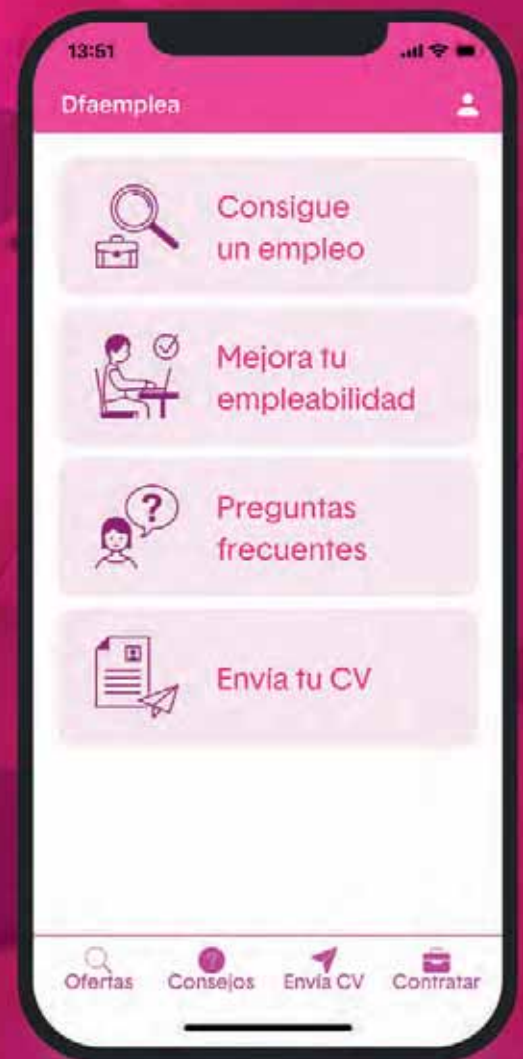 13:51
Dfaemplea
Consigue
un empleo
Mejora tu
empleabilidad
?
Preguntas
frecuentes
Envía tu CV
?
Ofertas Consejos Envía CV Contratar